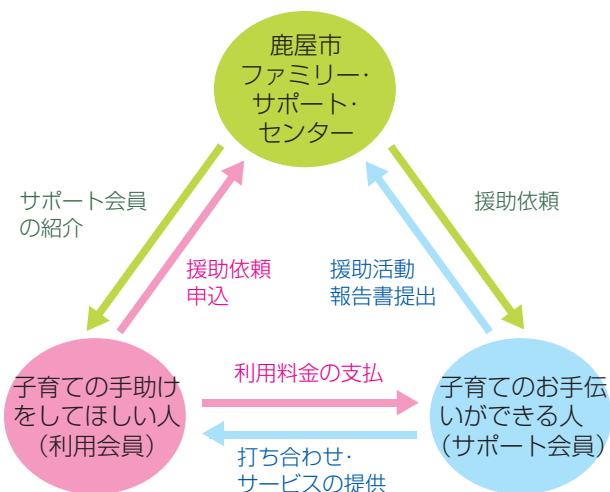 鹿屋市
ファミリー・
サポート・
センター
サポート会員
の紹介
援助依頼
援助依頼
申込
援助活動
報告書提出
子育ての手助け
をしてほしい人
（利用会員）
利用料金の支払
子育てのお手伝
いができる人
（サポート会員）
打ち合わせ・
サービスの提供